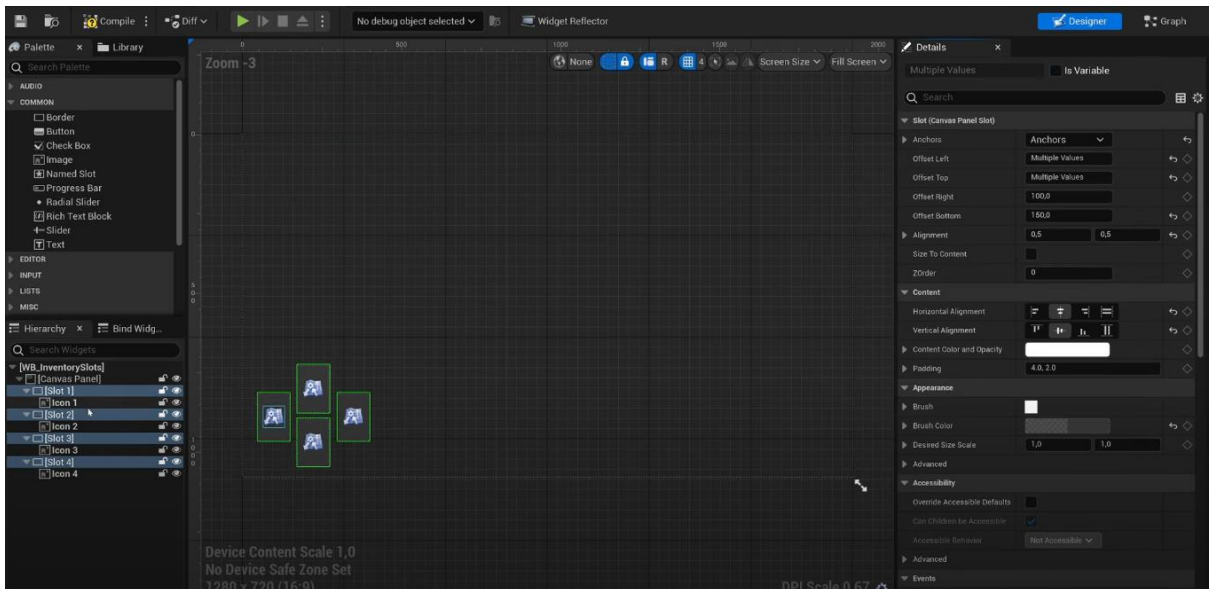 Compile
Diff
No debug object selected
Widget Reflector
Designer
Graph
Palette
Library
Search Palette
AUDIO
COMMON
Border
Button
Check Box
Image
Named Slot
Progress Bar
Radial Slider
Rich Text Block
Slider
Text
EDITOR
INPUT
LISTS
MISC
Hierarchy
Bind Widg..
Search Widgets
[WB_InventorySlots]
[Canvas Panel]
[Slot 1]
Icon 1
[Slot 2]
Icon 2
[Slot 3]
Icon 3
[Slot 4]
Icon 4
0
500
1000
1500
2000
Zoom -3
None
R
4
Screen Size
Fill Screen
0
500
1000
Device Content Scale 1,0
No Device Safe Zone Set
1280 x 720 (16:9)
DPI Scale 0,67
Details
Multiple Values
Is Variable
Search
Slot (Canvas Panel Slot)
Anchors Anchors
Offset Left Multiple Values
Offset Top Multiple Values
Offset Right 100,0
Offset Bottom 150,0
Alignment 0,5 0,5
Size To Content
ZOrder 0
Content
Horizontal Alignment
Vertical Alignment
Content Color and Opacity
Padding 4.0, 2.0
Appearance
Brush
Brush Color
Desired Size Scale 1,0 1,0
Advanced
Accessibility
Override Accessible Defaults
Can Children be Accessible
Accessible Behavior Not Accessible
Advanced
Events